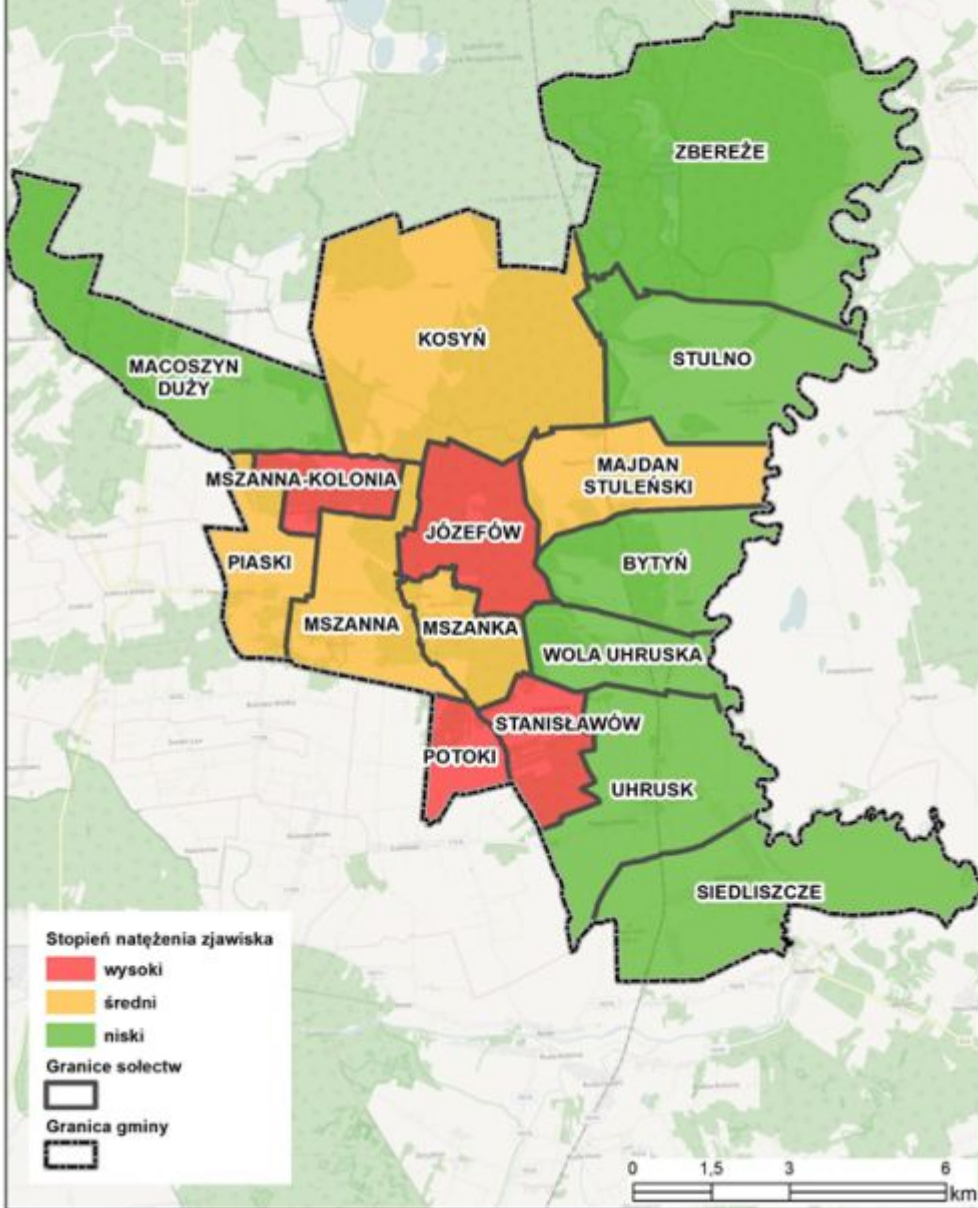 ZBEREŻE
KOSYŃ
STULNO
MACOSZYN
DUŻY
MSZANNA-KOLONIA
MAJDAN
STULEŃSKI
JÓZEFÓW
PIASKI
BYTYŃ
MSZANNA
MSZANKA
WOLA UHRUSKA
STANISŁAWÓW
POTOKI
UHRUSK
SIEDLISZCZE
Stopień natężenia zjawiska
wysoki
średni
niski
Granice sołectw
Granica gminy
0 1,5 3 6
km